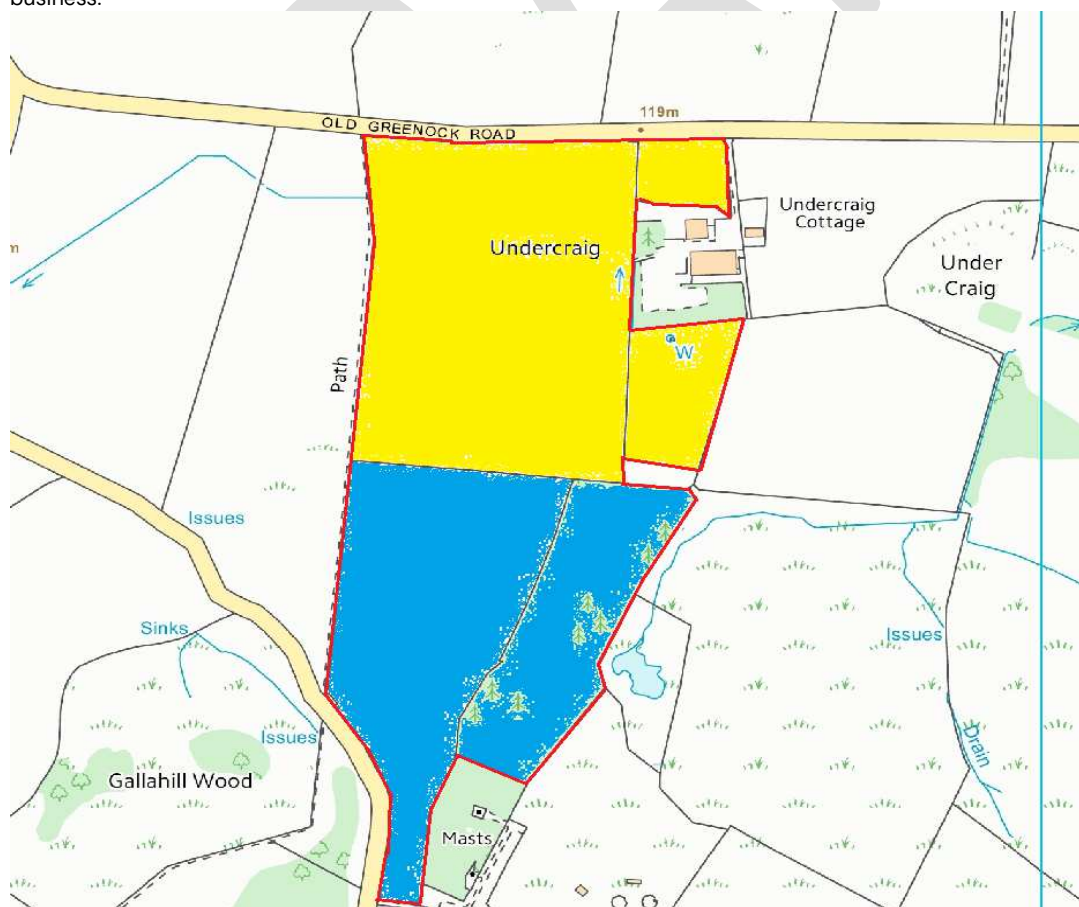 business.
119m
OLD GREENOCK ROAD
Undercraig
Cottage
Undercraig
Under
Craig
m
W
Path
Issues
Sinks
Issues
Issues
Drain
Gallahill Wood
Masts